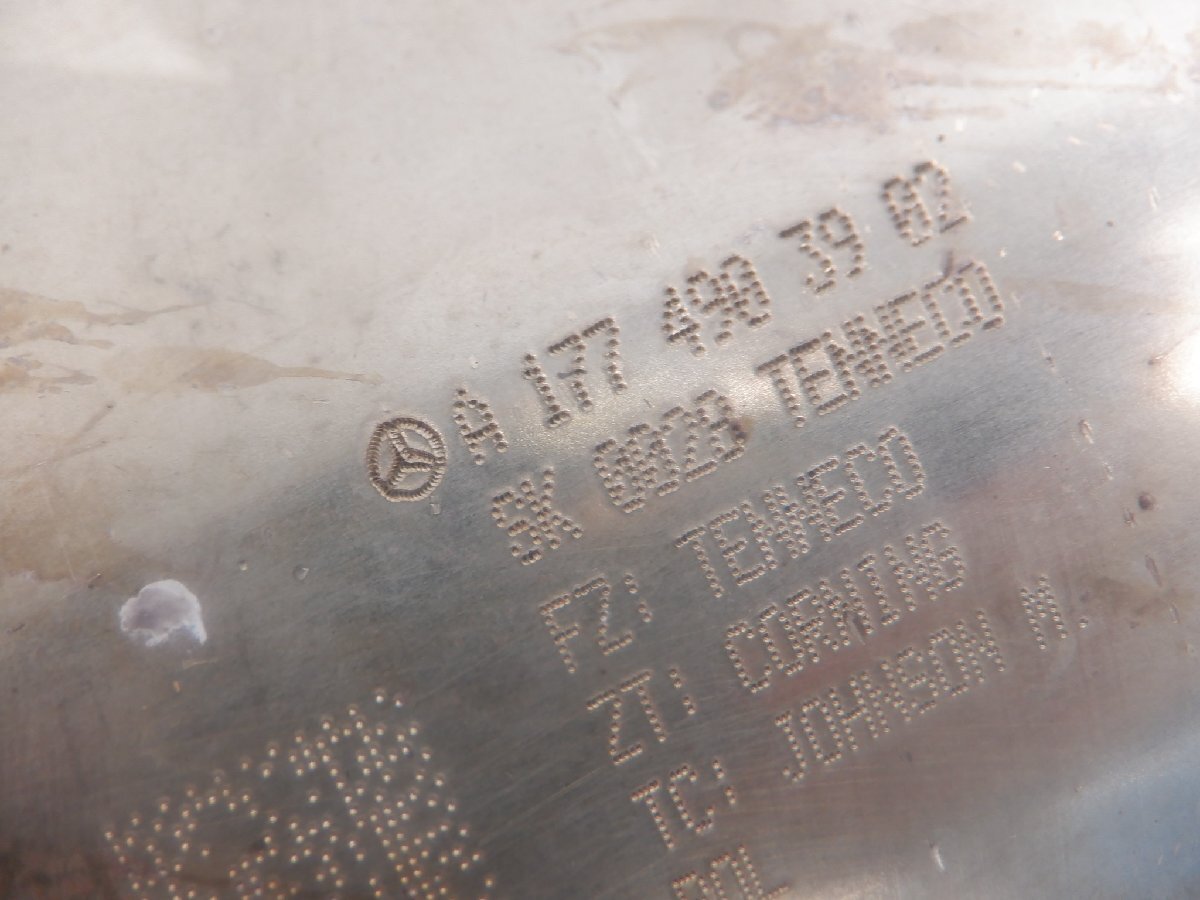 A 177 490 39 02
SK 0028 TENNECO
FZ: TENNECO
ZT: CORNING
TC: JOHNSON M.